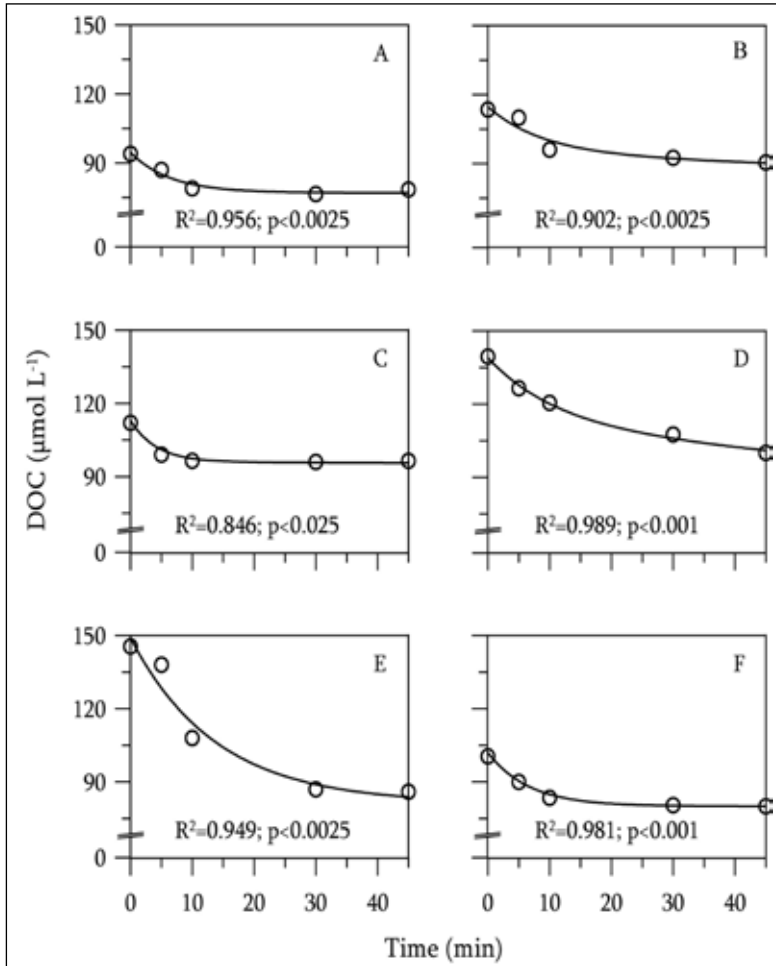 150
120
90
0
A
R²=0.956; p<0.0025
B
R²=0.902; p<0.0025
150
120
90
0
C
R²=0.846; p<0.025
D
R²=0.989; p<0.001
150
120
90
0
E
R²=0.949; p<0.0025
F
R²=0.981; p<0.001
0 10 20 30 40
0 10 20 30 40
DOC (µmol L⁻¹)
Time (min)